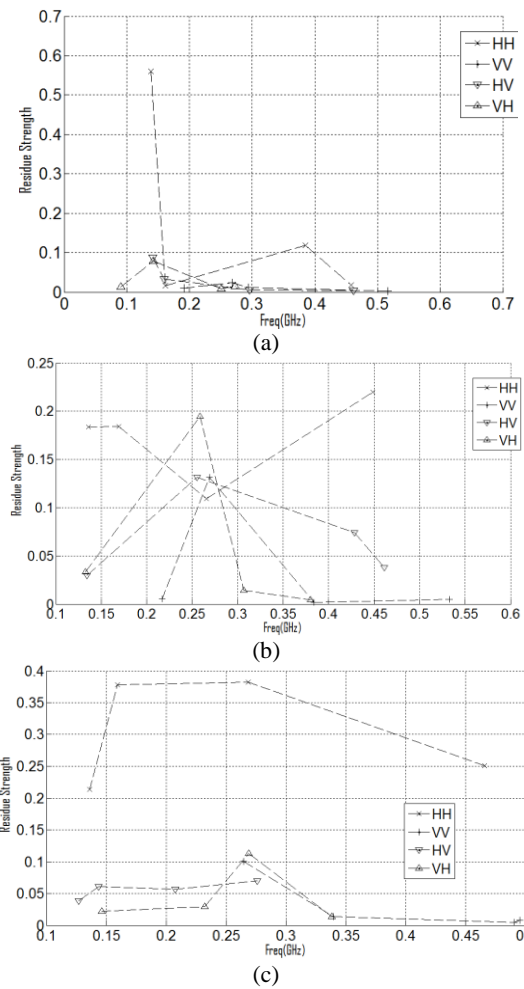 0.7
0.6
0.5
0.4
0.3
0.2
0.1
0
Residue Strength
HH
VV
HV
VH
0 0.1 0.2 0.3 0.4 0.5 0.6 0.7
Freq(GHz)
(a)
0.25
0.2
0.15
0.1
0.05
0
Residue Strength
HH
VV
HV
VH
0.1 0.15 0.2 0.25 0.3 0.35 0.4 0.45 0.5 0.55 0.6
Freq(GHz)
(b)
0.4
0.35
0.3
0.25
0.2
0.15
0.1
0.05
0
Residue Strength
HH
VV
HV
VH
0.1 0.15 0.2 0.25 0.3 0.35 0.4 0.45 0
Freq(GHz)
(c)